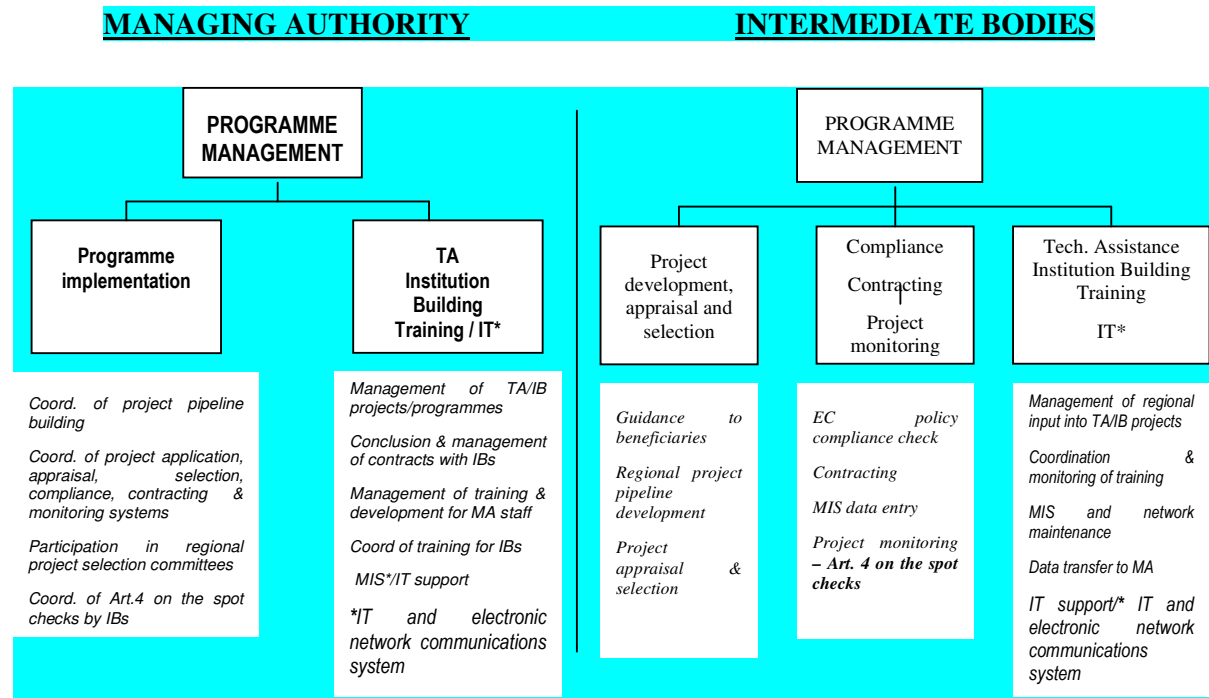 MANAGING AUTHORITY
INTERMEDIATE BODIES
PROGRAMME
MANAGEMENT
Programme
implementation
TA
Institution
Building
Training / IT*
Coord. of project pipeline
building
Coord. of project application,
appraisal, selection,
compliance, contracting &
monitoring systems
Participation in regional
project selection committees
Coord. of Art.4 on the spot
checks by IBs
Management of TA/IB
projects/programmes
Conclusion & management
of contracts with IBs
Management of training &
development for MA staff
Coord of training for IBs
MIS*/IT support
*IT and electronic
network communications
system
PROGRAMME
MANAGEMENT
Project
development,
appraisal and
selection
Compliance
Contracting
Project
monitoring
Tech. Assistance
Institution Building
Training
IT*
Guidance to
beneficiaries
Regional project
pipeline
development
Project
appraisal &
selection
EC policy
compliance check
Contracting
MIS data entry
Project monitoring
– Art. 4 on the spot
checks
Management of regional
input into TA/IB projects
Coordination &
monitoring of training
MIS and network
maintenance
Data transfer to MA
IT support/* IT and
electronic network
communications
system